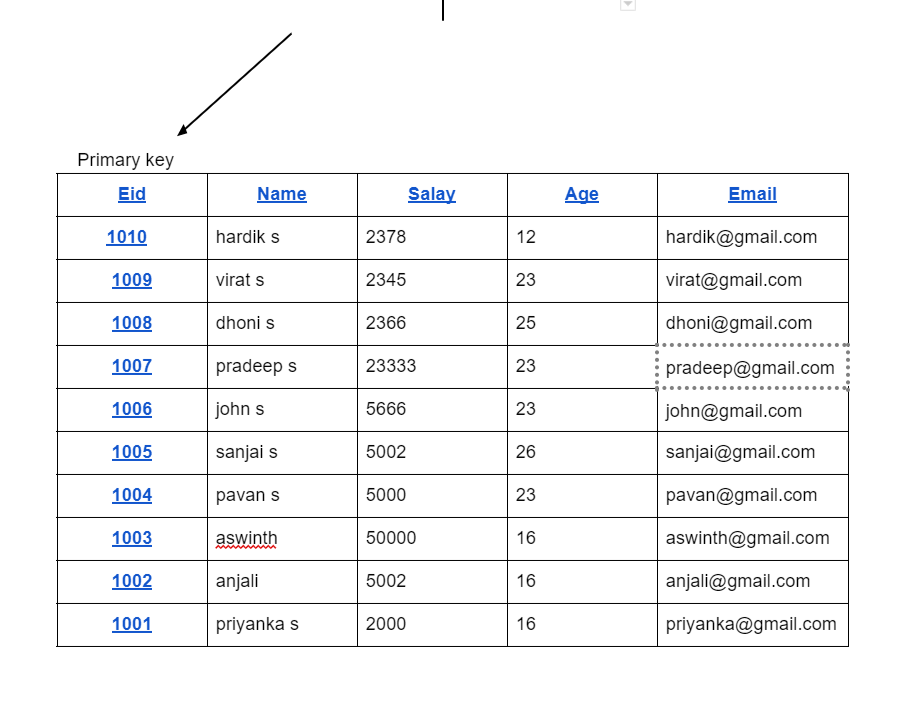 Primary key
Eid Name Salay Age Email
1010 hardik s 2378 12 hardik@gmail.com
1009 virat s 2345 23 virat@gmail.com
1008 dhoni s 2366 25 dhoni@gmail.com
1007 pradeep s 23333 23 pradeep@gmail.com
1006 john s 5666 23 john@gmail.com
1005 sanjai s 5002 26 sanjai@gmail.com
1004 pavan s 5000 23 pavan@gmail.com
1003 aswinth 50000 16 aswinth@gmail.com
1002 anjali 5002 16 anjali@gmail.com
1001 priyanka s 2000 16 priyanka@gmail.com